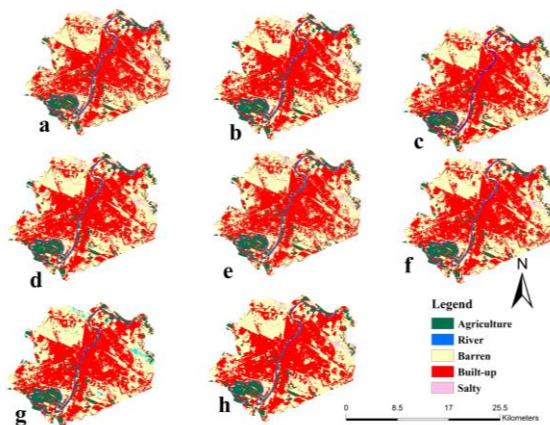 a
b
c
d
e
f
N
Legend
Agriculture
River
Barren
Built-up
Salty
g
h
0 8.5 17 25.5
Kilometers